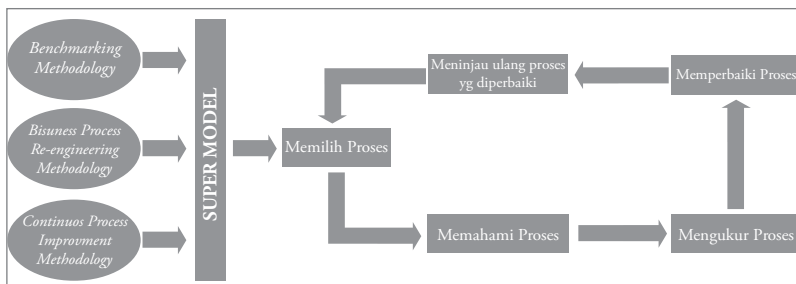 Benchmarking
Methodology
Bisuness Process
Re-engineering
Methodology
Continuos Process
Improvment
Methodology
SUPER MODEL
Memilih Proses
Meninjau ulang proses
yg diperbaiki
Memperbaiki Proses
Memahami Proses
Mengukur Proses